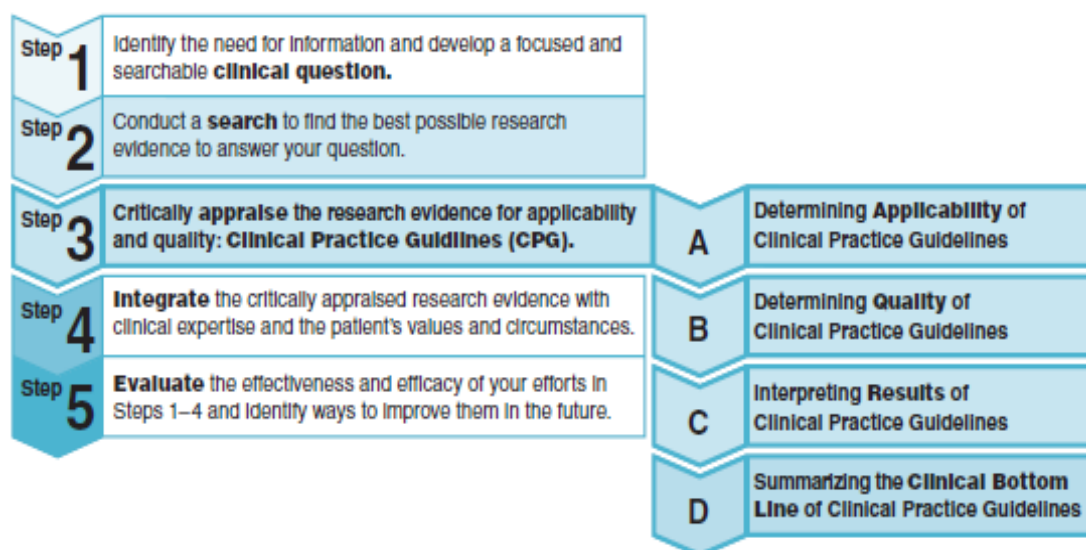 Step 1
Identify the need for information and develop a focused and
searchable clinical question.
Step 2
Conduct a search to find the best possible research
evidence to answer your question.
Step 3
Critically appraise the research evidence for applicability
and quality: Clinical Practice Guidlines (CPG).
Step 4
Integrate the critically appraised research evidence with
clinical expertise and the patient's values and circumstances.
Step 5
Evaluate the effectiveness and efficacy of your efforts in
Steps 1–4 and identify ways to improve them in the future.
A
Determining Applicability of
Clinical Practice Guidelines
B
Determining Quality of
Clinical Practice Guidelines
C
Interpreting Results of
Clinical Practice Guidelines
D
Summarizing the Clinical Bottom
Line of Clinical Practice Guidelines